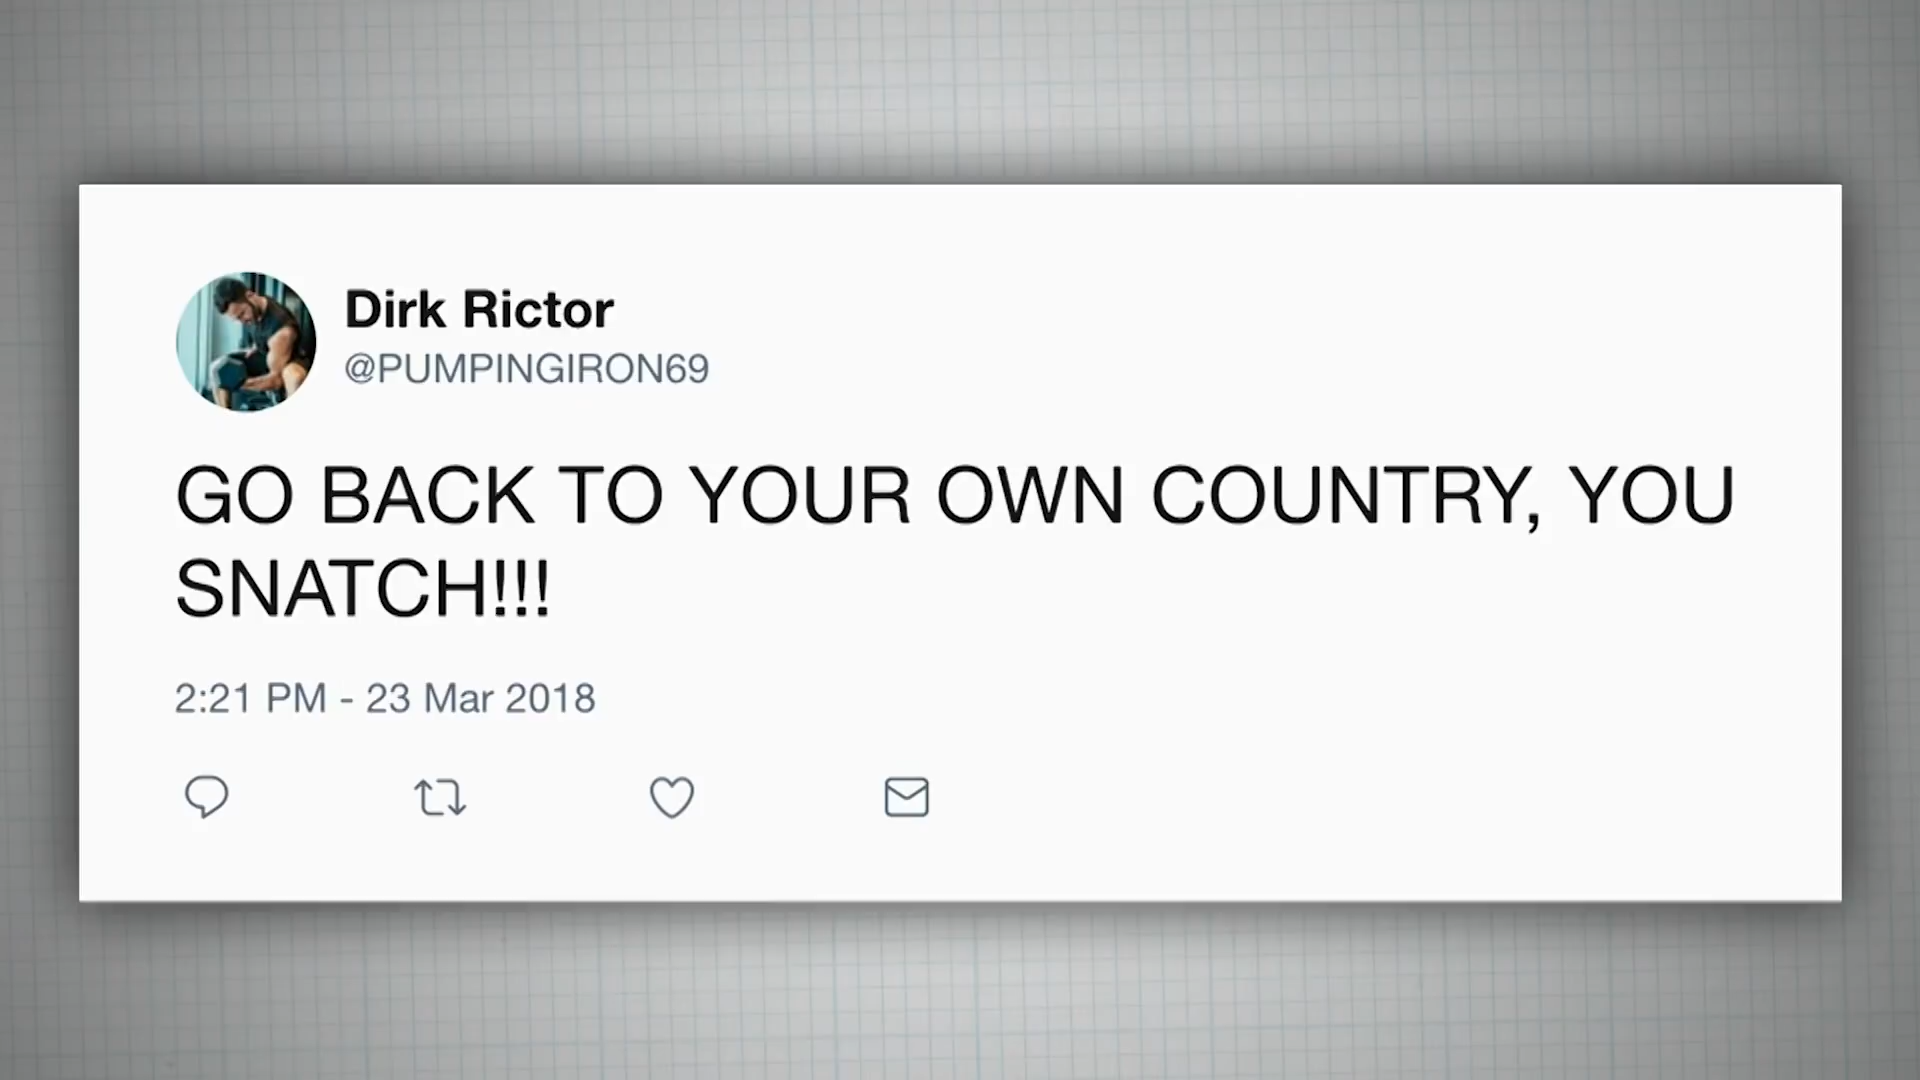 Dirk Rictor
@PUMPINGIRON69
GO BACK TO YOUR OWN COUNTRY, YOU
SNATCH!!!
2:21 PM - 23 Mar 2018